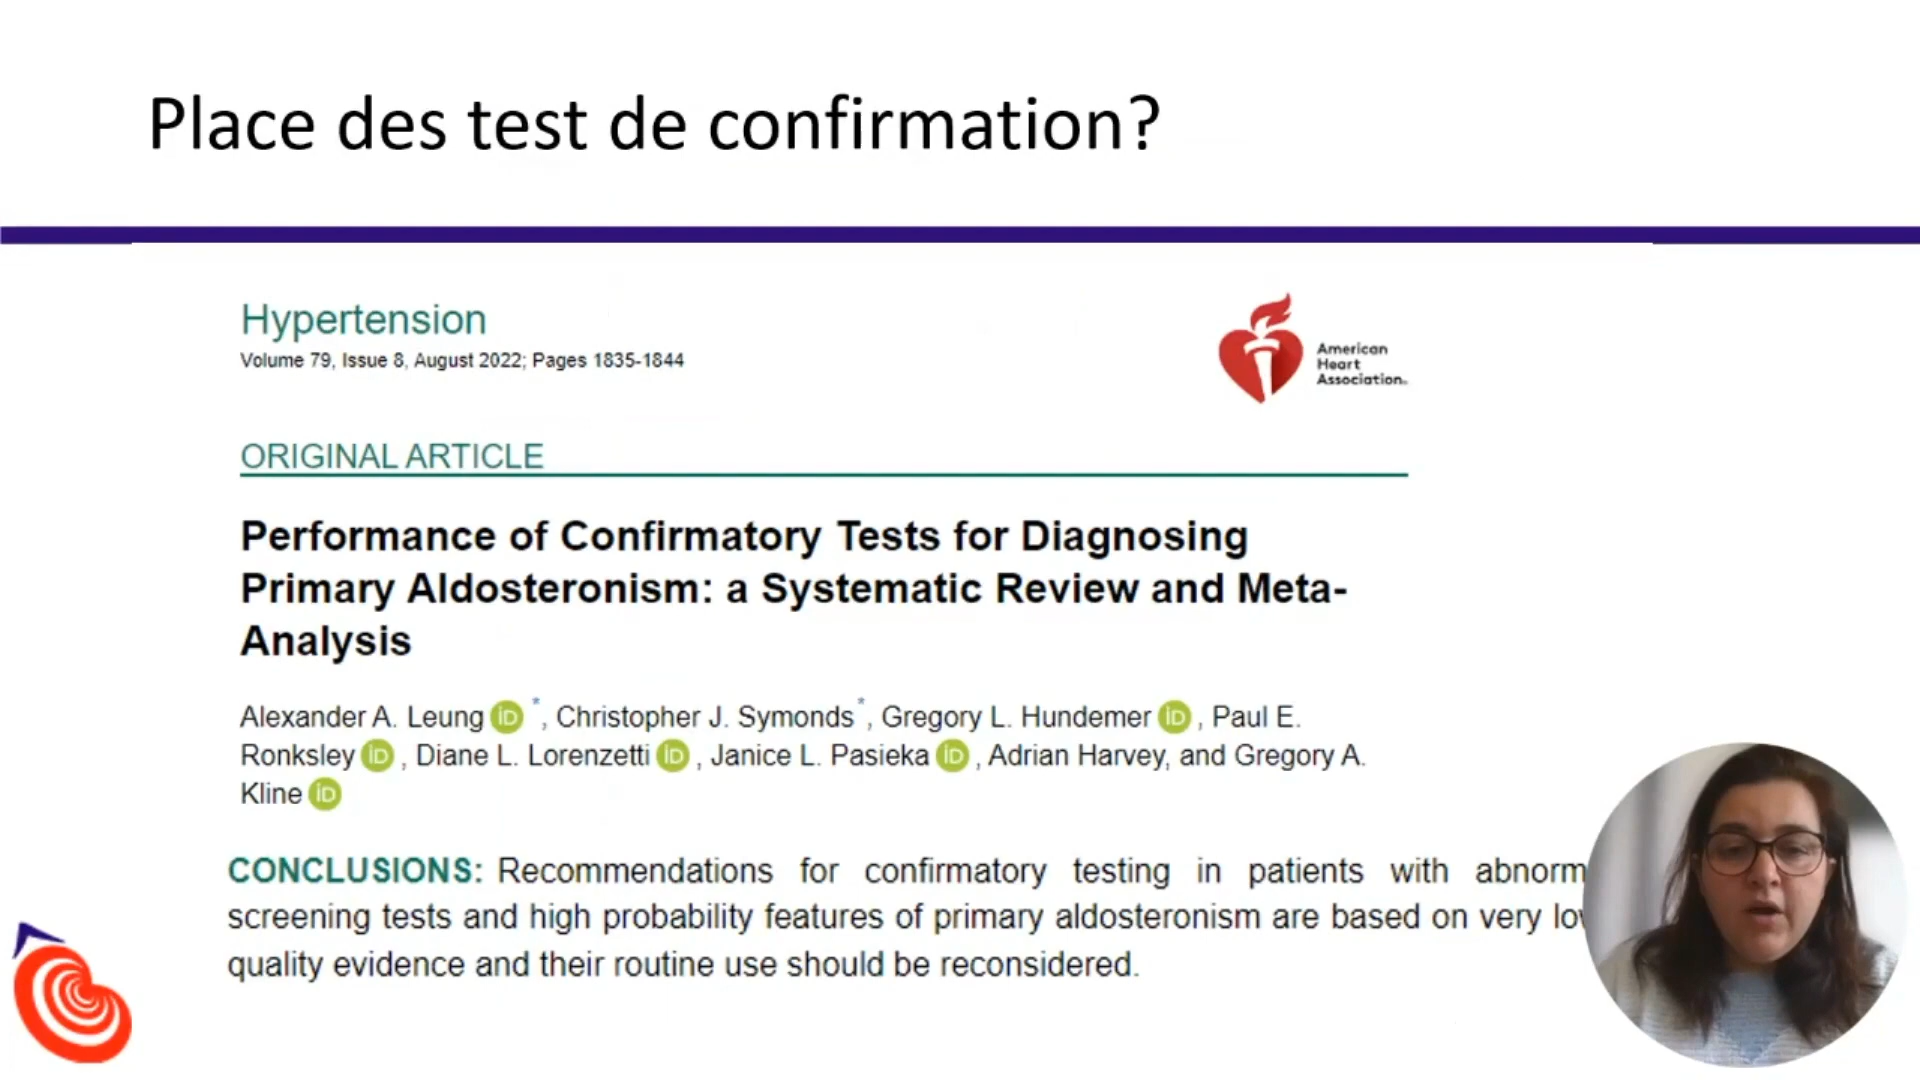 Place des test de confirmation?
Hypertension
Volume 79, Issue 8, August 2022; Pages 1835-1844
American
Heart
Association.
ORIGINAL ARTICLE
Performance of Confirmatory Tests for Diagnosing
Primary Aldosteronism: a Systematic Review and Meta-
Analysis
Alexander A. Leung iD *, Christopher J. Symonds*, Gregory L. Hundemer iD , Paul E.
Ronksley iD , Diane L. Lorenzetti iD , Janice L. Pasieka iD , Adrian Harvey, and Gregory A.
Kline iD
CONCLUSIONS: Recommendations for confirmatory testing in patients with abnorm
screening tests and high probability features of primary aldosteronism are based on very lo
quality evidence and their routine use should be reconsidered.